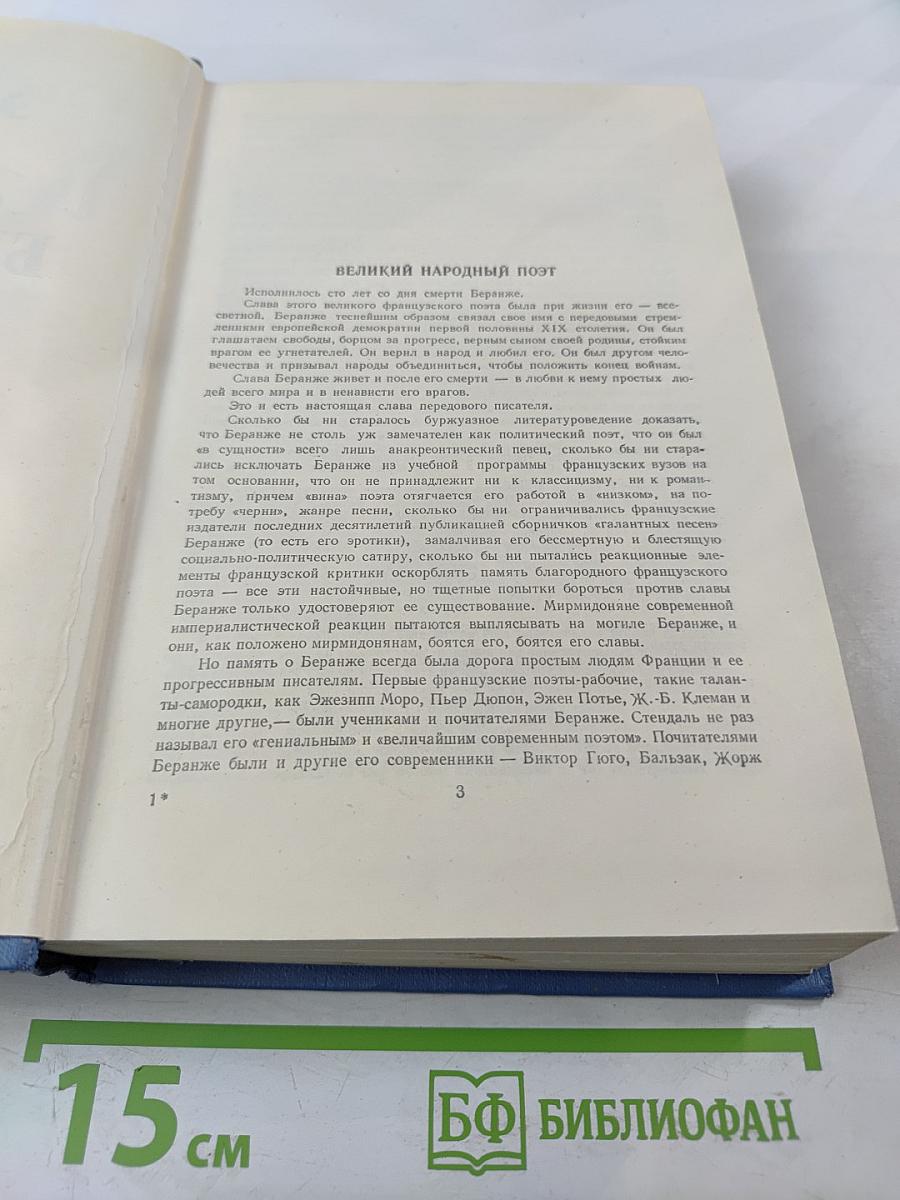 ВЕЛИКИЙ НАРОДНЫЙ ПОЭТ
Исполнилось сто лет со дня смерти Беранже.
Слава этого великого французского поэта была при жизни его — все-
светной. Беранже теснейшим образом связал свое имя с передовыми стрем-
лениями европейской демократии первой половины XIX столетия. Он был
глашатаем свободы, борцом за прогресс, верным сыном своей родины, стойким
врагом ее угнетателей. Он верил в народ и любил его. Он был другом чело-
вечества и призывал народы объединиться, чтобы положить конец войнам.
Слава Беранже живет и после его смерти — в любви к нему простых лю-
дей всего мира и в ненависти его врагов.
Это и есть настоящая слава передового писателя.
Сколько бы ни старалось буржуазное литературоведение доказать,
что Беранже не столь уж замечателен как политический поэт, что он был
«в сущности» всего лишь анакреонтический певец, сколько бы ни стара-
лись исключать Беранже из учебной программы французских вузов на
том основании, что он не принадлежит ни к классицизму, ни к роман-
тизму, причем «вина» поэта отягчается его работой в «низком», на по-
требу «черни», жанре песни, сколько бы ни ограничивались французские
издатели последних десятилетий публикацией сборничков «галантных песен»
Беранже (то есть его эротики), замалчивая его бессмертную и блестящую
социально-политическую сатиру, сколько бы ни пытались реакционные эле-
менты французской критики оскорблять память благородного французского
поэта — все эти настойчивые, но тщетные попытки бороться против славы
Беранже только удостоверяют ее существование. Мирмидоняне современной
империалистической реакции пытаются выплясывать на могиле Беранже, и
они, как положено мирмидонянам, боятся его, боятся его славы.
Но память о Беранже всегда была дорога простым людям Франции и ее
прогрессивным писателям. Первые французские поэты-рабочие, такие талан-
ты-самородки, как Эжезипп Моро, Пьер Дюпон, Эжен Потье, Ж.-Б. Клеман и
многие другие,— были учениками и почитателями Беранже. Стендаль не раз
называл его «гениальным» и «величайшим современным поэтом». Почитателями
Беранже были и другие его современники — Виктор Гюго, Бальзак, Жорж
1*
3
15 см
БФ БИБЛИОФАН